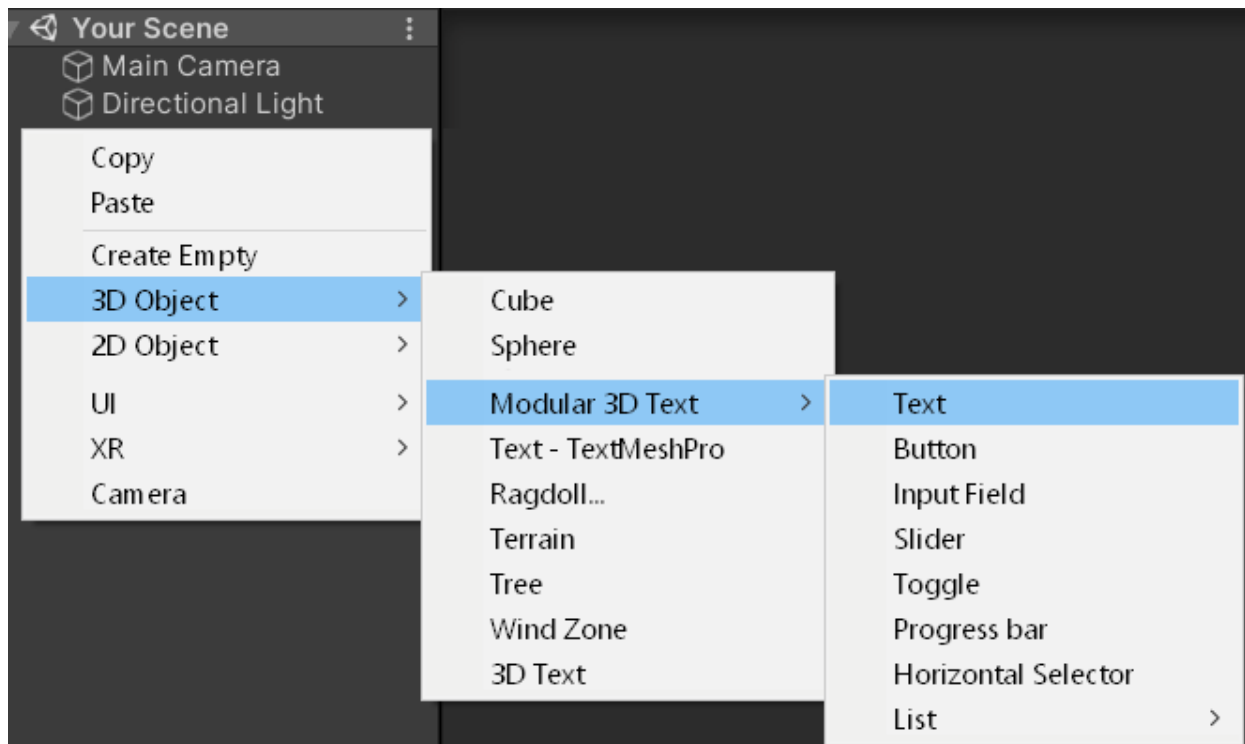 Your Scene
Main Camera
Directional Light
Copy
Paste
Create Empty
3D Object
2D Object
UI
XR
Camera
Cube
Sphere
Modular 3D Text
Text - TextMeshPro
Ragdoll...
Terrain
Tree
Wind Zone
3D Text
Text
Button
Input Field
Slider
Toggle
Progress bar
Horizontal Selector
List